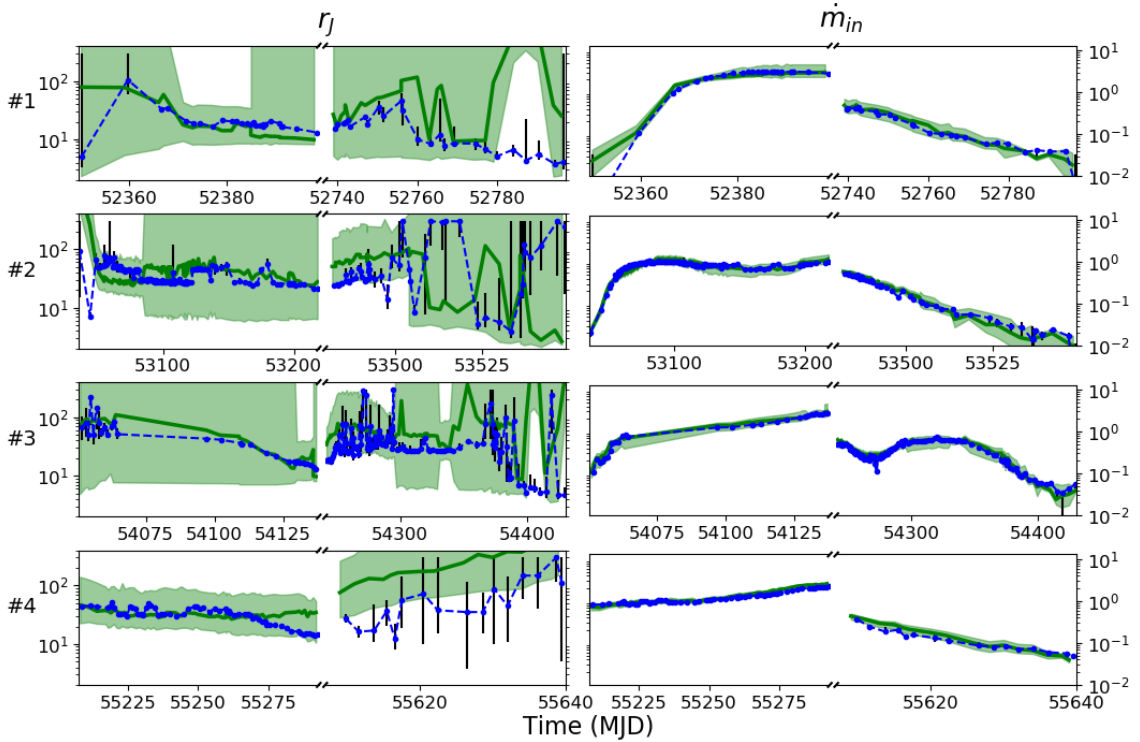 r_J ṁ_in
#1
10² 10¹
10¹ 10⁰ 10⁻¹ 10⁻²
52360 52380 52740 52760 52780 52360 52380 52740 52760 52780
#2
10² 10¹
10¹ 10⁰ 10⁻¹ 10⁻²
53100 53200 53500 53525 53100 53200 53500 53525
#3
10² 10¹
10¹ 10⁰ 10⁻¹ 10⁻²
54075 54100 54125 54300 54400 54075 54100 54125 54300 54400
#4
10² 10¹
10¹ 10⁰ 10⁻¹ 10⁻²
55225 55250 55275 55620 55640 55225 55250 55275 55620 55640
Time (MJD)